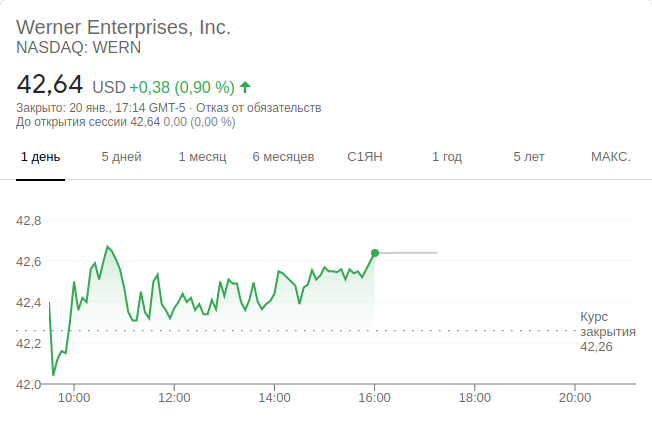 Werner Enterprises, Inc.
NASDAQ: WERN
42,64 USD +0,38 (0,90 %)
Закрыто: 20 янв., 17:14 GMT-5 · Отказ от обязательств
До открытия сессии 42,64 0,00 (0,00 %)
1 день 5 дней 1 месяц 6 месяцев С1ЯН 1 год 5 лет МАКС.
42,8
42,6
42,4
Курс
закрытия
42,26
42,2
42,0
10:00 12:00 14:00 16:00 18:00 20:00